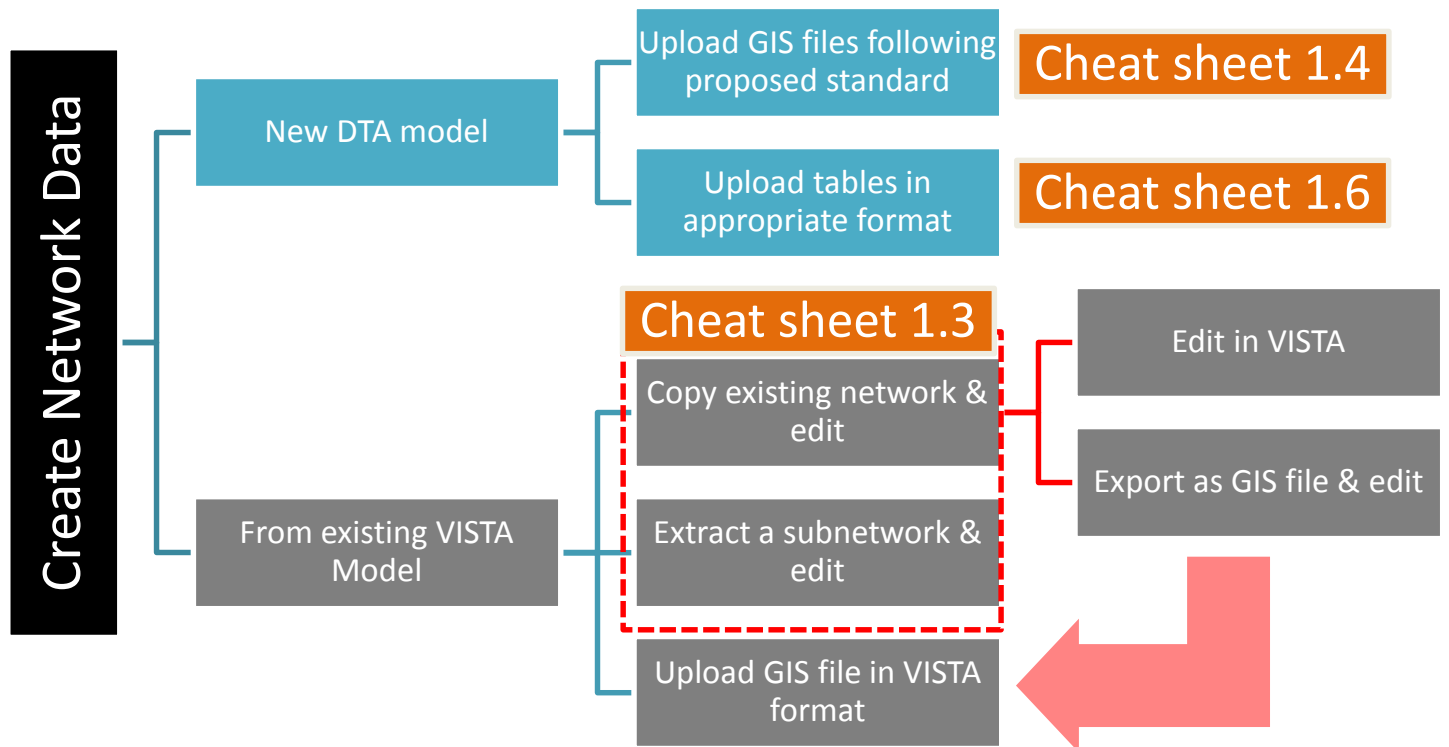 Create Network Data
New DTA model
Upload GIS files following
proposed standard
Cheat sheet 1.4
Upload tables in
appropriate format
Cheat sheet 1.6
From existing VISTA
Model
Cheat sheet 1.3
Copy existing network &
edit
Edit in VISTA
Export as GIS file & edit
Extract a subnetwork &
edit
Upload GIS file in VISTA
format